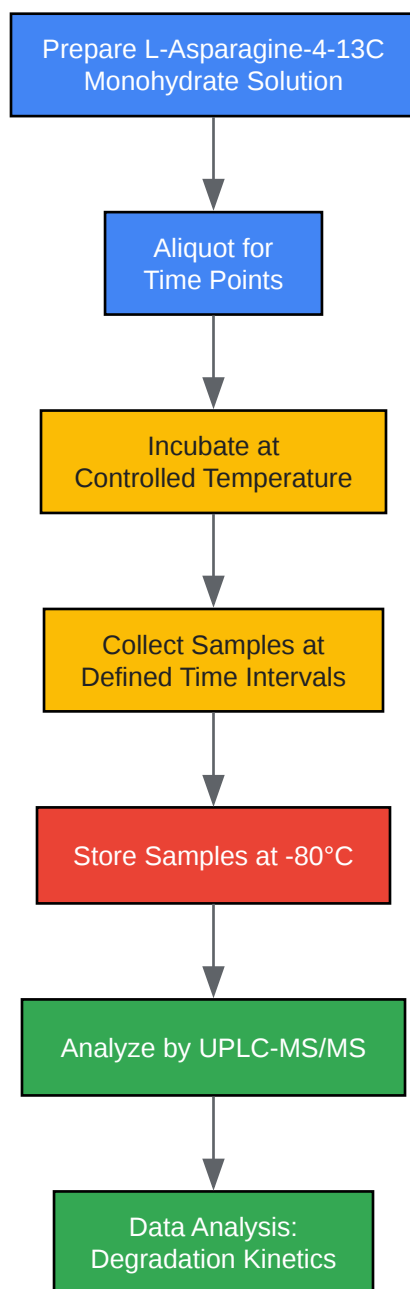 Prepare L-Asparagine-4-13C
Monohydrate Solution
Aliquot for
Time Points
Incubate at
Controlled Temperature
Collect Samples at
Defined Time Intervals
Store Samples at -80°C
Analyze by UPLC-MS/MS
Data Analysis:
Degradation Kinetics